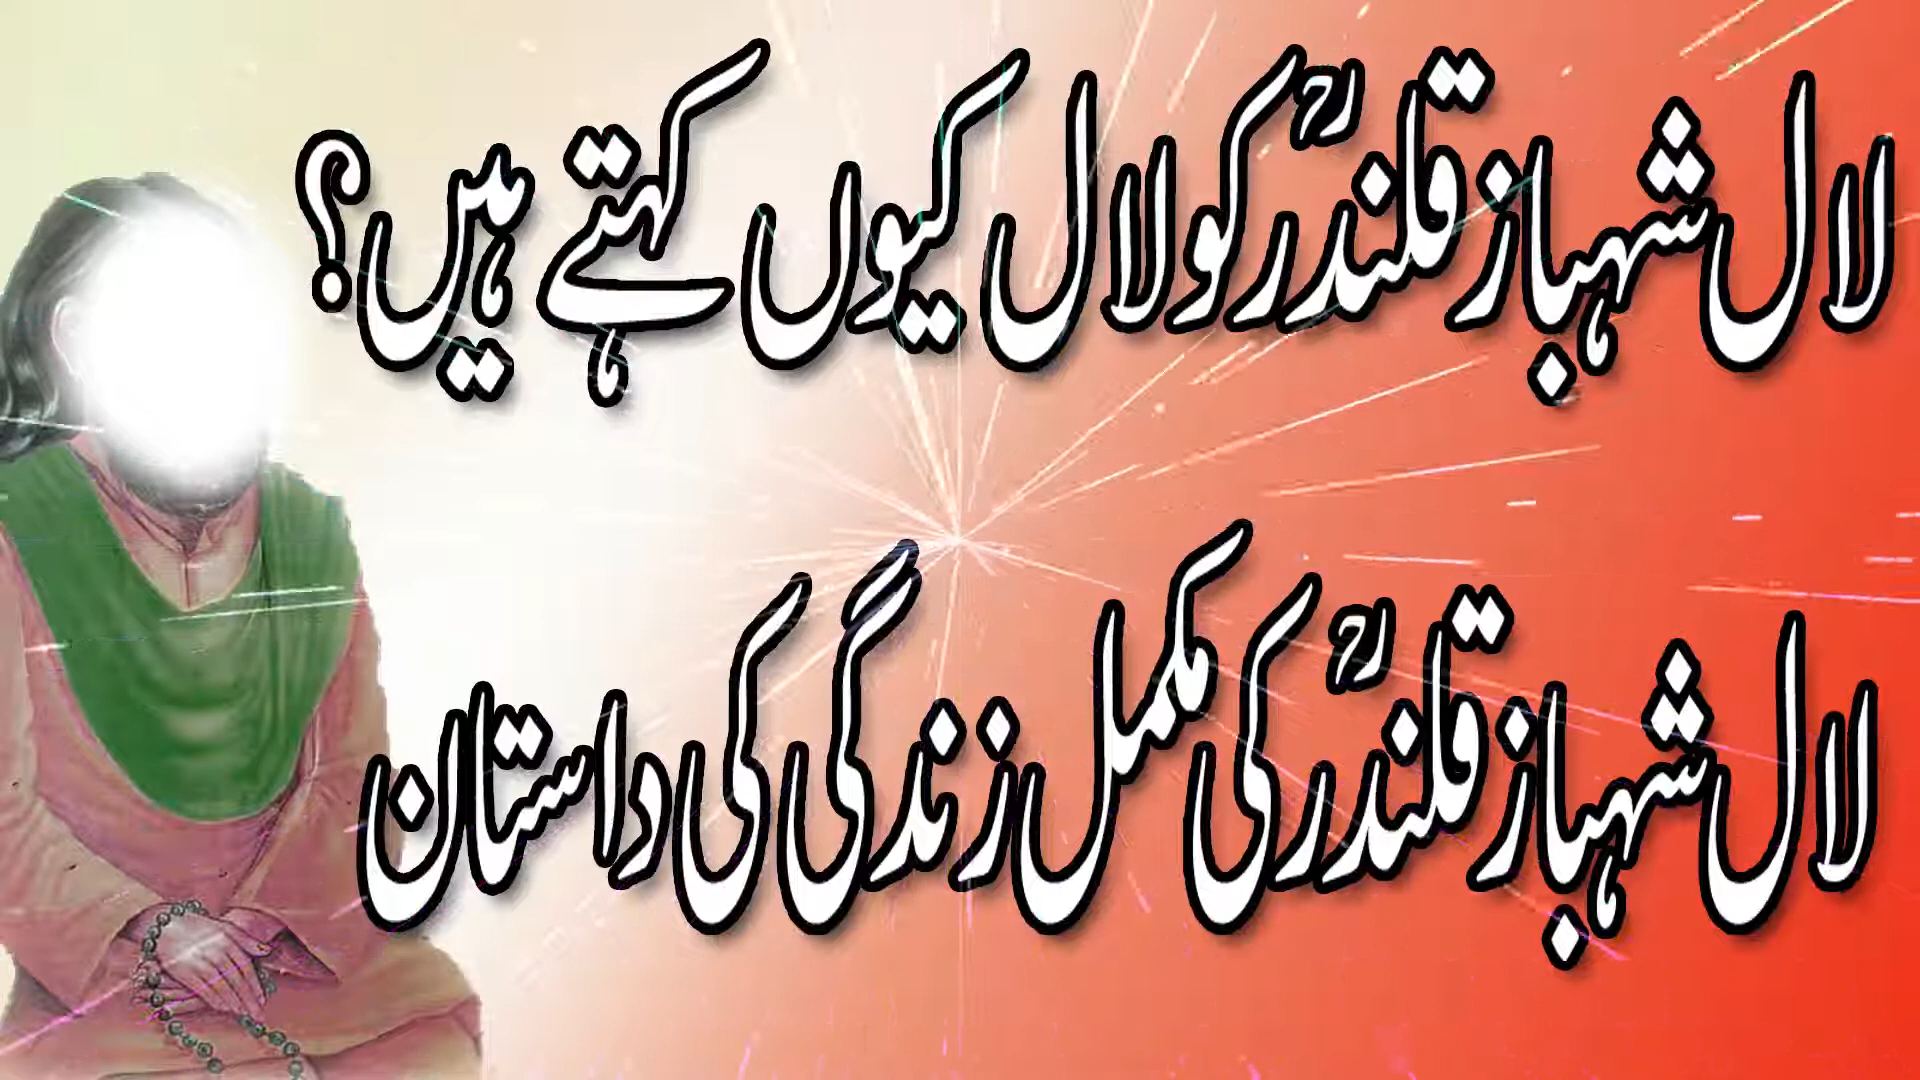 لال شہباز قلندرؒ کو لال کیوں کہتے ہیں؟
لال شہباز قلندرؒ کی مکمل زندگی کی داستان